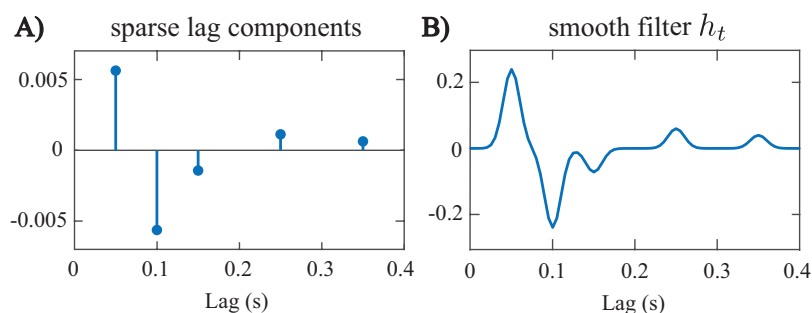 A) sparse lag components
0.005
0
-0.005
0 0.1 0.2 0.3 0.4
Lag (s)
B) smooth filter h_t
0.2
0
-0.2
0 0.1 0.2 0.3 0.4
Lag (s)